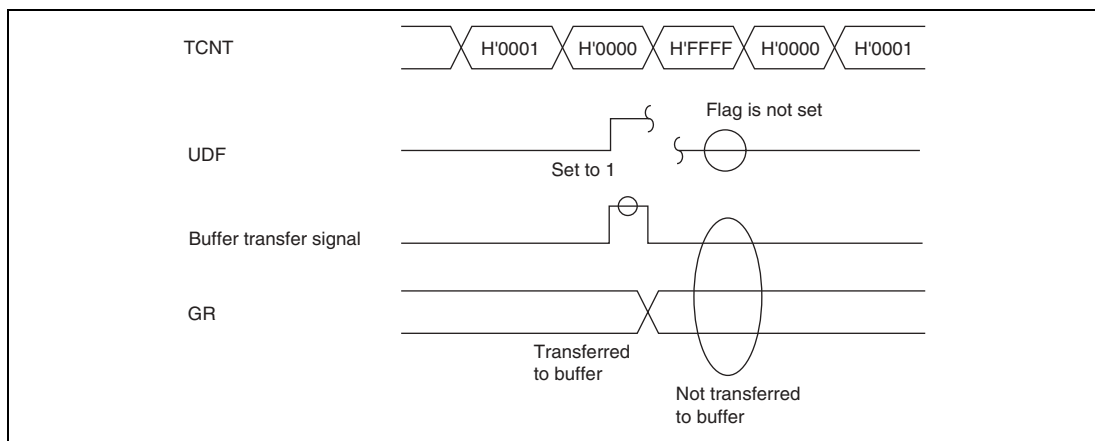 TCNT
H'0001 H'0000 H'FFFF H'0000 H'0001
Flag is not set
UDF
Set to 1
Buffer transfer signal
GR
Transferred
to buffer
Not transferred
to buffer